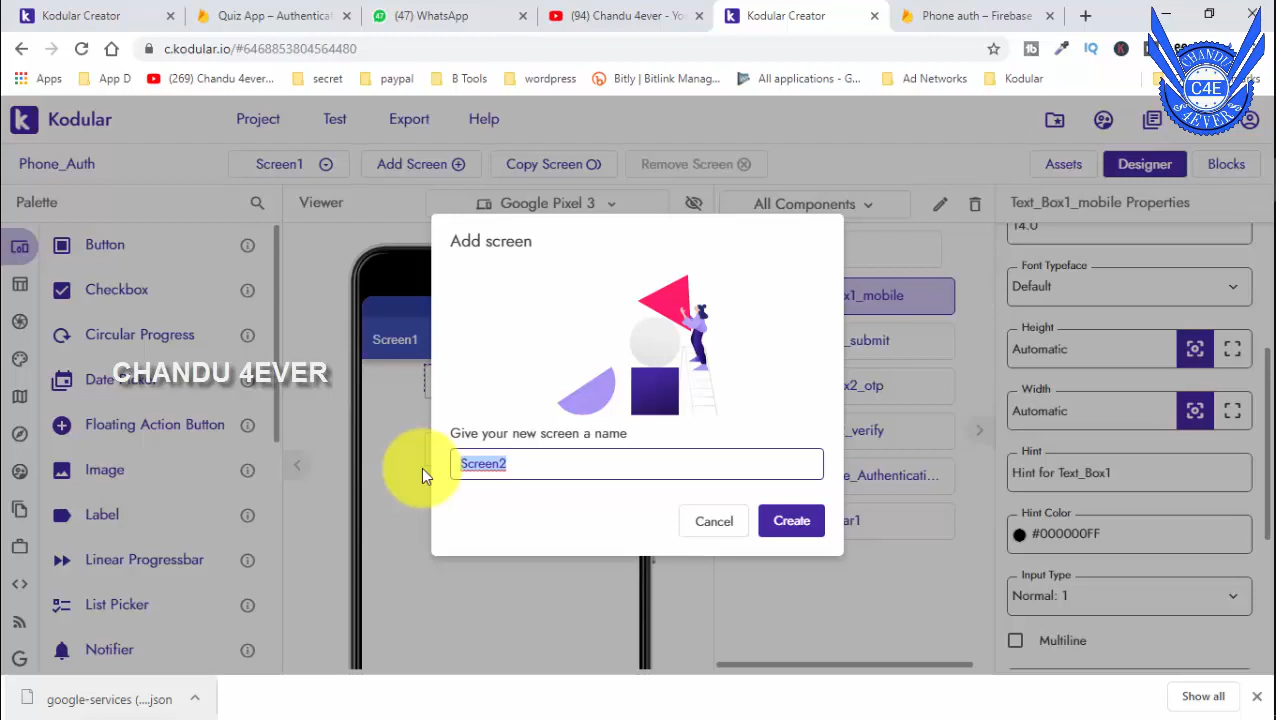 Kodular Creator
Quiz App – Authenticat
(47) WhatsApp
(94) Chandu 4ever - Yo
Kodular Creator
Phone auth – Firebase
c.kodular.io/#6468853804564480
Apps
App D
(269) Chandu 4ever...
secret
paypal
B Tools
wordpress
Bitly | Bitlink Manag...
All applications - G...
Ad Networks
Kodular
CHANDU
C4E
4EVER
Kodular
Project
Test
Export
Help
Phone_Auth
Screen1
Add Screen
Copy Screen
Remove Screen
Assets
Designer
Blocks
Palette
Viewer
Google Pixel 3
All Components
Text_Box1_mobile Properties
Button
Checkbox
Circular Progress
CHANDU 4EVER
Floating Action Button
Image
Label
Linear Progressbar
List Picker
Notifier
Screen1
Add screen
Give your new screen a name
Screen2
Cancel
Create
x1_mobile
_submit
x2_otp
_verify
e_Authenticati...
ar1
14.0
Font Typeface
Default
Height
Automatic
Width
Automatic
Hint
Hint for Text_Box1
Hint Color
#000000FF
Input Type
Normal: 1
Multiline
google-services (....json
Show all